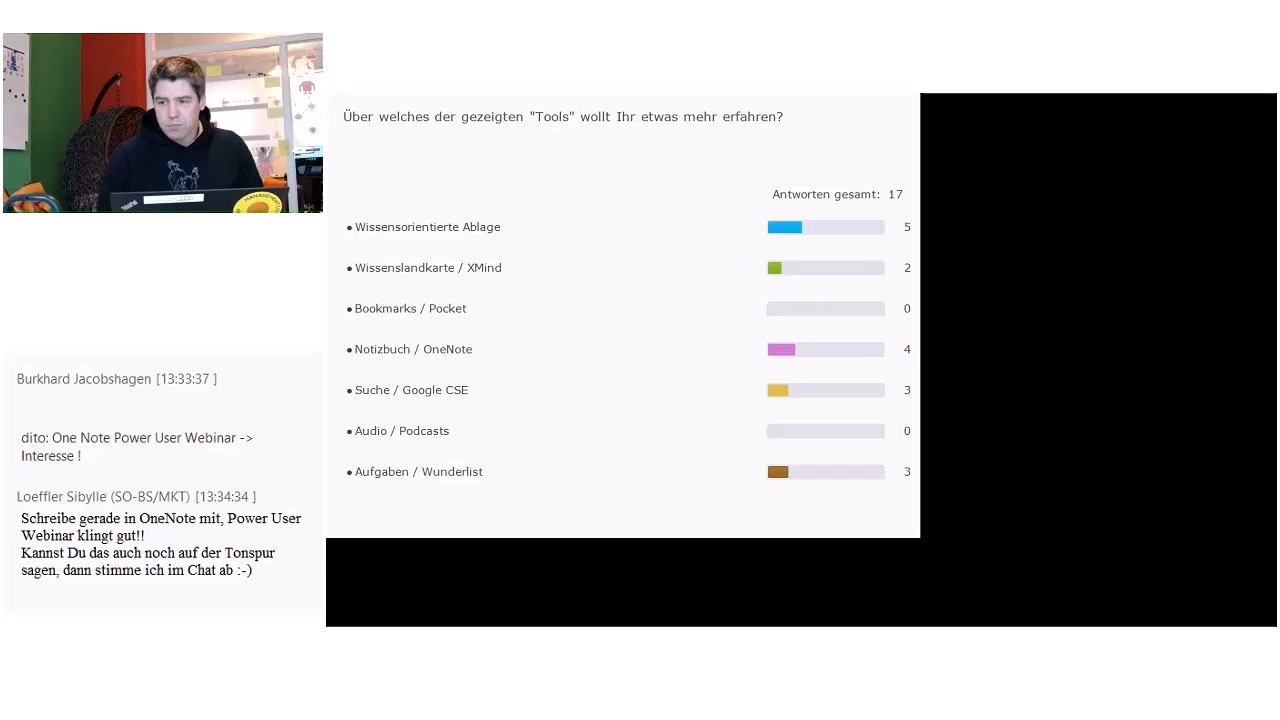 Über welches der gezeigten "Tools" wollt Ihr etwas mehr erfahren?
Antworten gesamt: 17
• Wissensorientierte Ablage 5
• Wissenslandkarte / XMind 2
• Bookmarks / Pocket 0
• Notizbuch / OneNote 4
• Suche / Google CSE 3
• Audio / Podcasts 0
• Aufgaben / Wunderlist 3
Burkhard Jacobshagen [13:33:37 ]
dito: One Note Power User Webinar ->
Interesse !
Loeffler Sibylle (SO-BS/MKT) [13:34:34 ]
Schreibe gerade in OneNote mit, Power User
Webinar klingt gut!!
Kannst Du das auch noch auf der Tonspur
sagen, dann stimme ich im Chat ab :-)